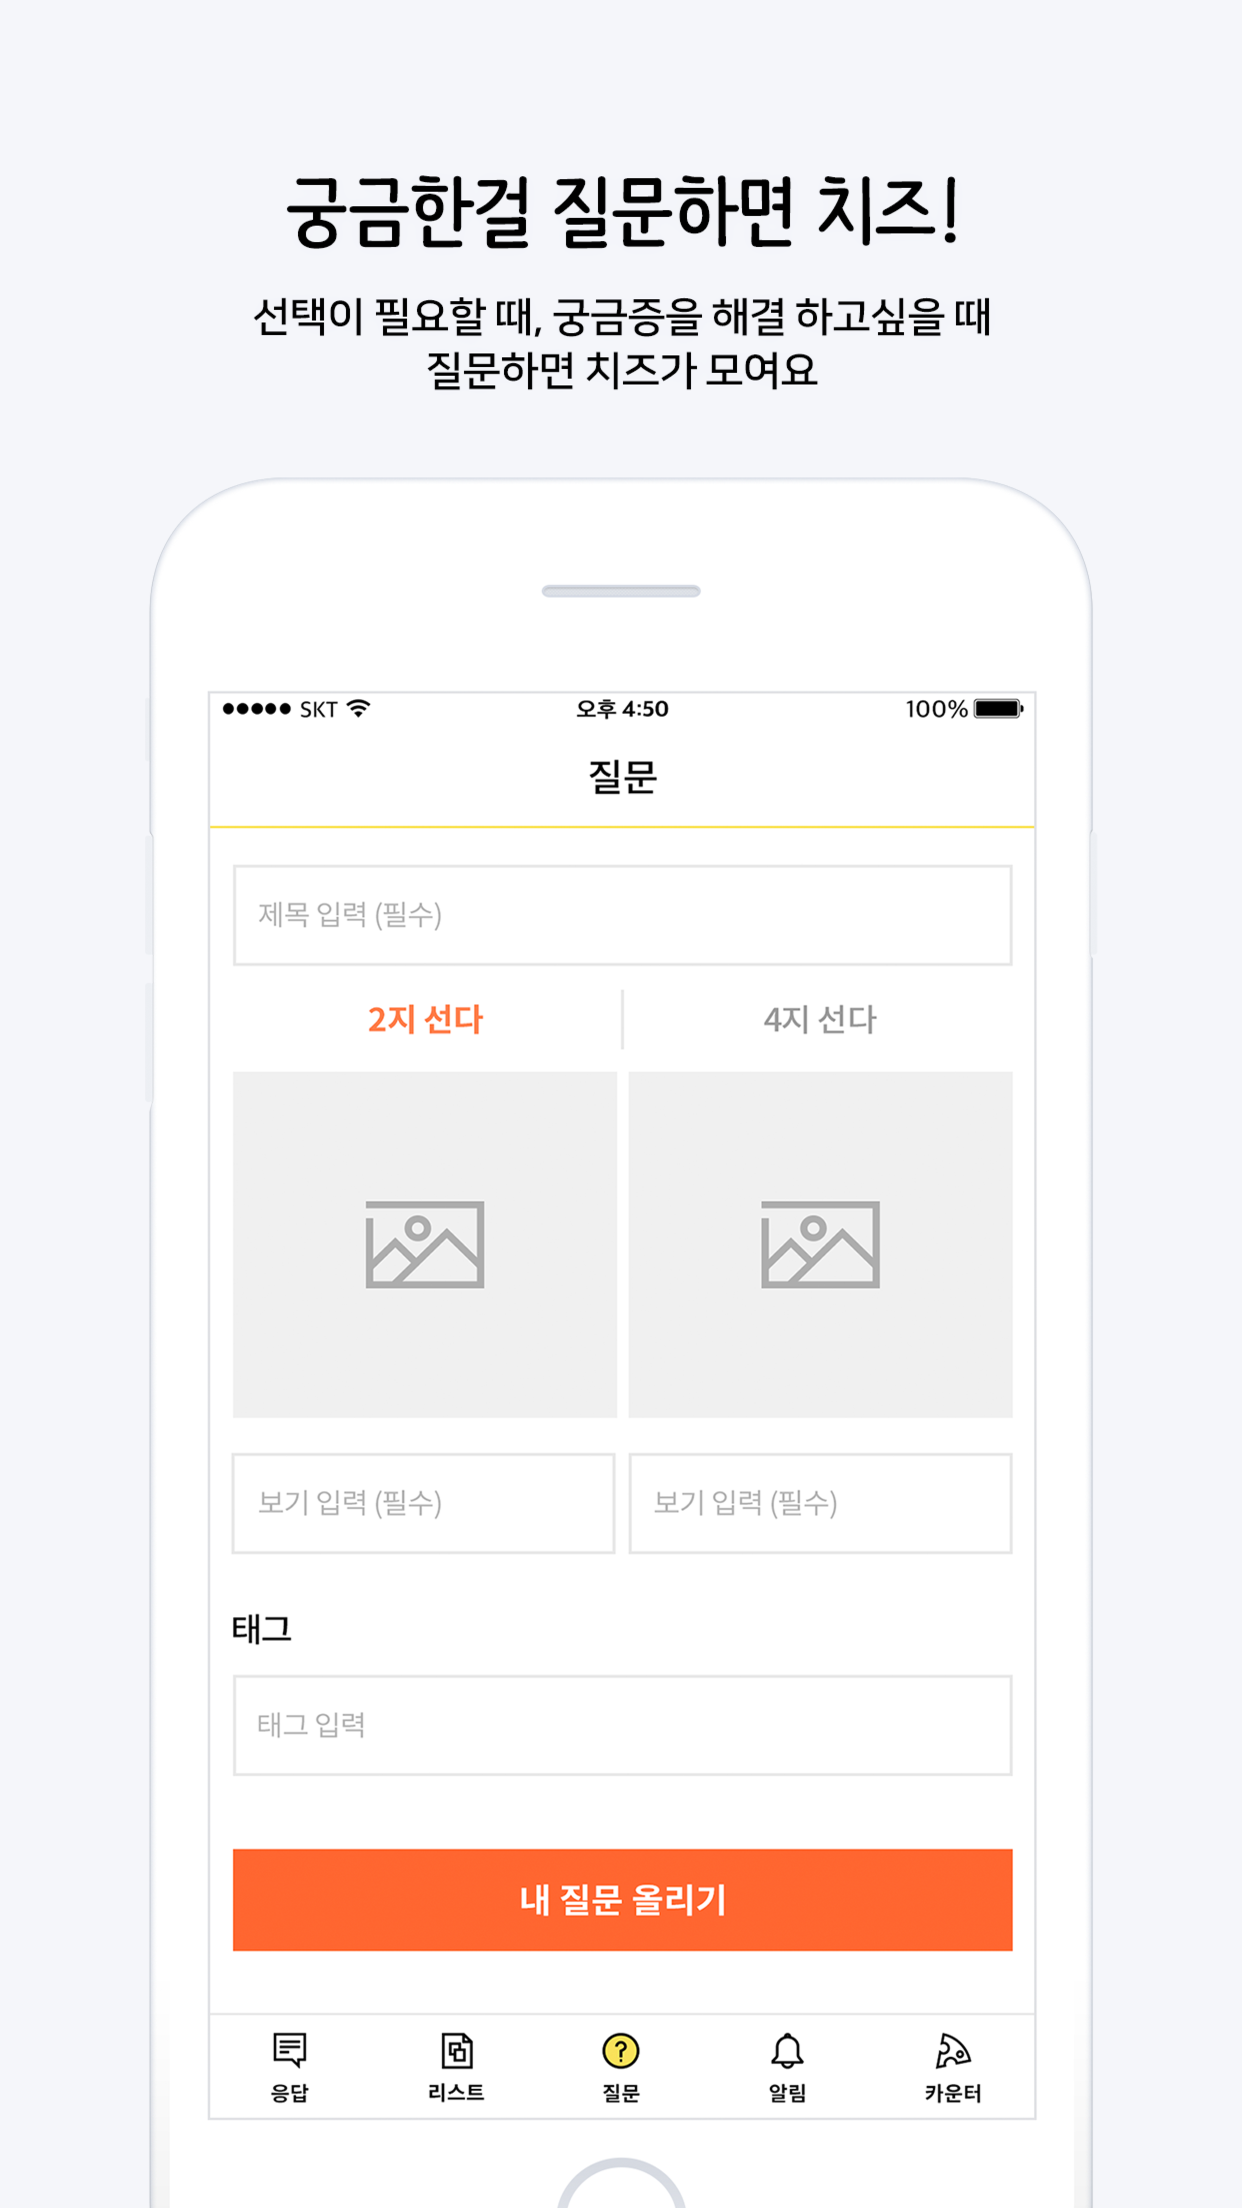 궁금한걸 질문하면 치즈!
선택이 필요할 때, 궁금증을 해결 하고싶을 때
질문하면 치즈가 모여요
SKT 오후 4:50 100%
질문
제목 입력 (필수)
2지 선다 4지 선다
보기 입력 (필수) 보기 입력 (필수)
태그
태그 입력
내 질문 올리기
응답 리스트 질문 알림 카운터